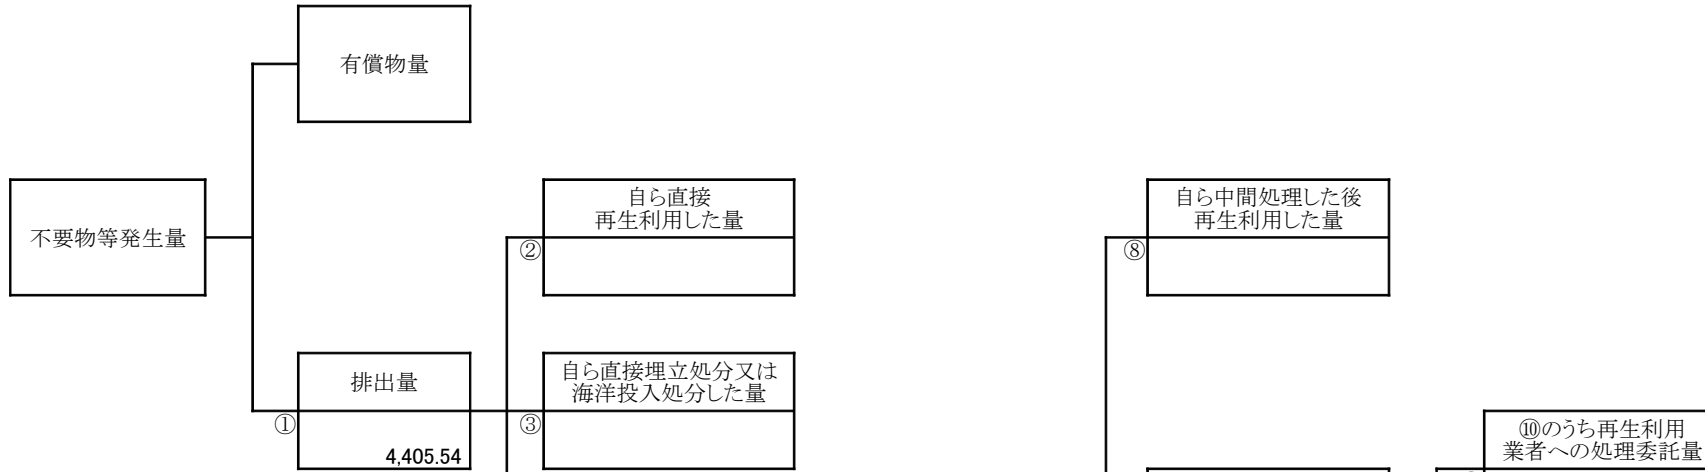 有償物量
不要物等発生量
自ら直接
再生利用した量
②
自ら中間処理した後
再生利用した量
⑧
排出量
①
4,405.54
自ら直接埋立処分又は
海洋投入処分した量
③
⑩のうち再生利用
業者への処理委託量